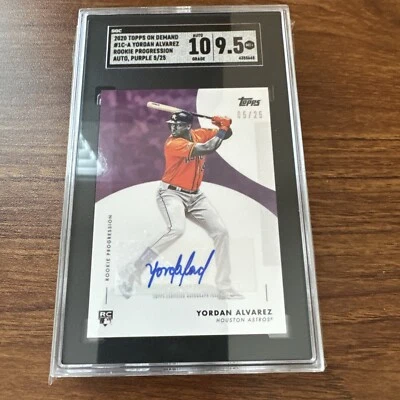 SGC
2020 TOPPS ON DEMAND
#1C-A YORDAN ALVAREZ
ROOKIE PROGRESSION
AUTO, PURPLE 5/25
AUTO
10
GRADE
9.5
TOPPS
05/25
ROOKIE PROGRESSION
RC
YORDAN ALVAREZ
HOUSTON ASTROS